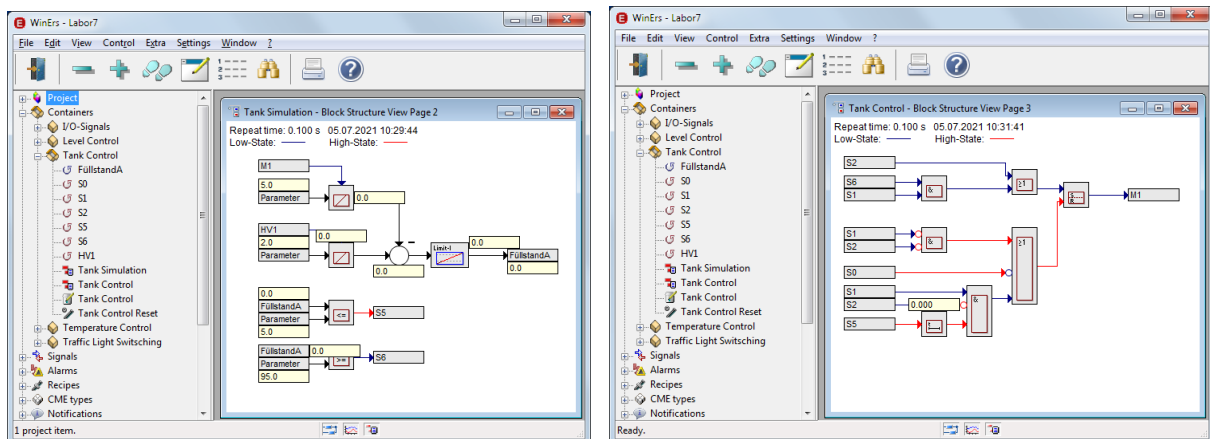 WinErs - Labor7
File Edit View Control Extra Settings Window ?
1
2
3
Project
Containers
I/O-Signals
Level Control
Tank Control
FüllstandA
S0
S1
S2
S5
S6
HV1
Tank Simulation
Tank Control
Tank Control
Tank Control Reset
Temperature Control
Traffic Light Switsching
Signals
Alarms
Recipes
CME types
Notifications
1 project item.
Tank Simulation - Block Structure View Page 2
Repeat time: 0.100 s 05.07.2021 10:29:44
Low-State: High-State:
M1
5.0
Parameter
0.0
HV1
2.0
Parameter
0.0
0.0
Limit-I
0.0
FüllstandA
0.0
0.0
FüllstandA
Parameter
5.0
<=
S5
FüllstandA
0.0
Parameter
95.0
>=
S6
WinErs - Labor7
File Edit View Control Extra Settings Window ?
1
2
3
Project
Containers
I/O-Signals
Level Control
Tank Control
FüllstandA
S0
S1
S2
S5
S6
HV1
Tank Simulation
Tank Control
Tank Control
Tank Control Reset
Temperature Control
Traffic Light Switsching
Signals
Alarms
Recipes
CME types
Notifications
Ready.
Tank Control - Block Structure View Page 3
Repeat time: 0.100 s 05.07.2021 10:31:41
Low-State: High-State:
S2
S6
S1
&
≥1
M1
S1
S2
&
≥1
S0
S1
S2
0.000
&
S5